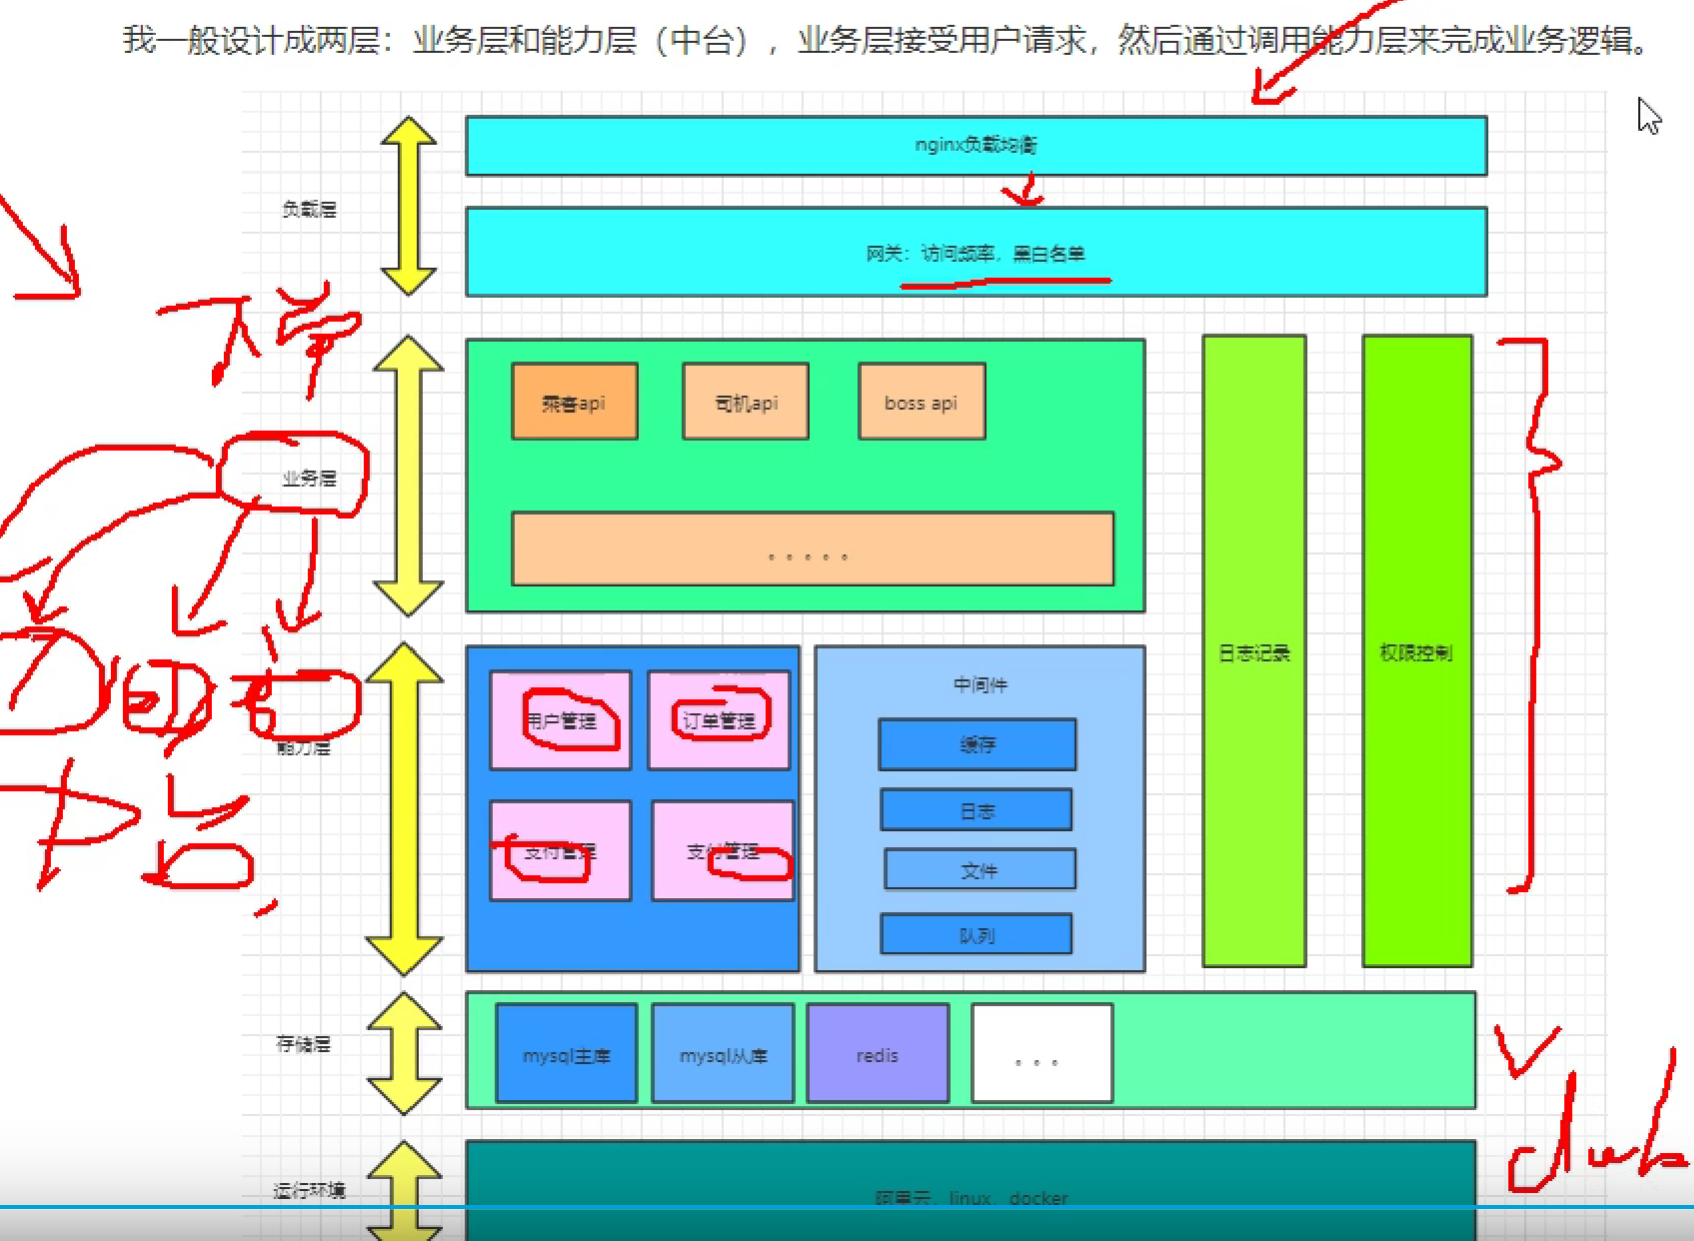 我一般设计成两层：业务层和能力层（中台），业务层接受用户请求，然后通过调用能力层来完成业务逻辑。
nginx负载均衡
负载层
网关：访问频率，黑白名单
乘客api
司机api
boss api
业务层
。。。。。
日志记录
权限控制
用户管理
订单管理
中间件
缓存
能力层
日志
支付管理
支付管理
文件
队列
存储层
mysql主库
mysql从库
redis
。。。
运行环境
阿里云、linux、docker